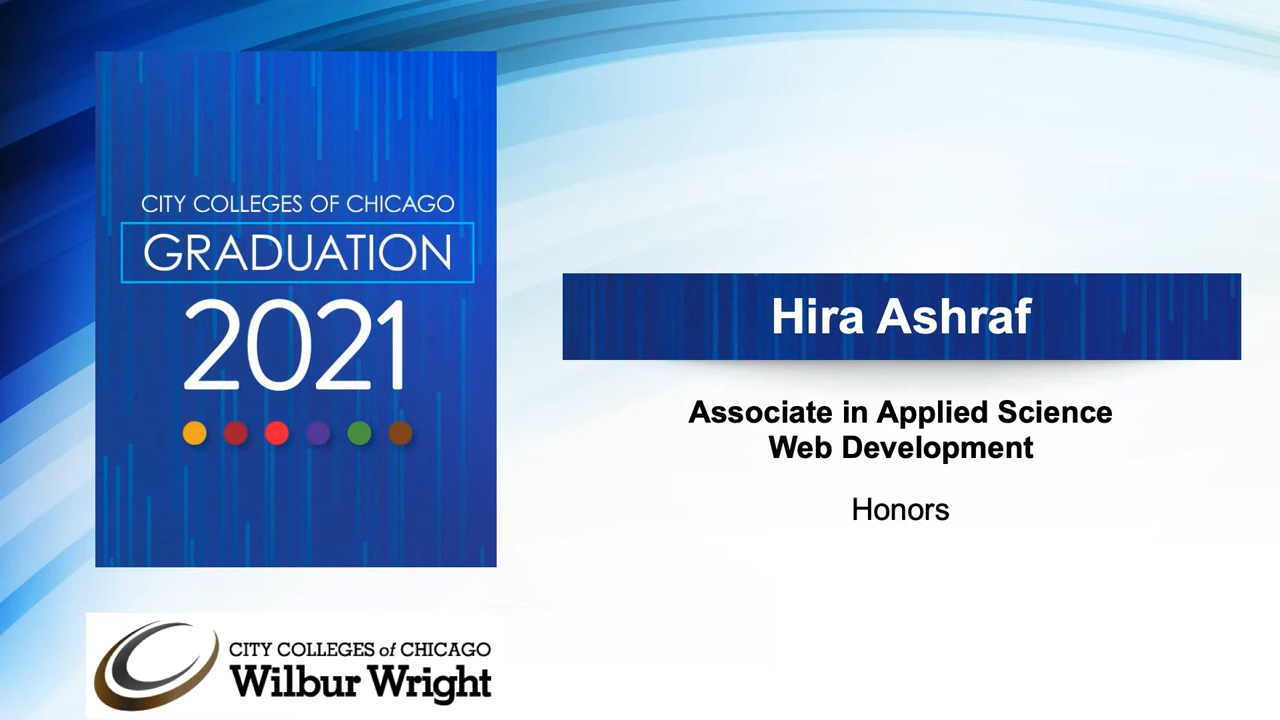 CITY COLLEGES OF CHICAGO
GRADUATION
2021
Hira Ashraf
Associate in Applied Science
Web Development
Honors
CITY COLLEGES of CHICAGO
Wilbur Wright